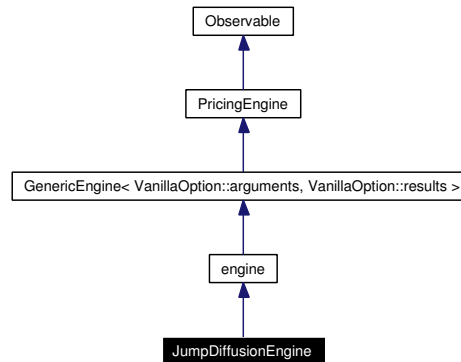 Observable
PricingEngine
GenericEngine< VanillaOption::arguments, VanillaOption::results >
engine
JumpDiffusionEngine